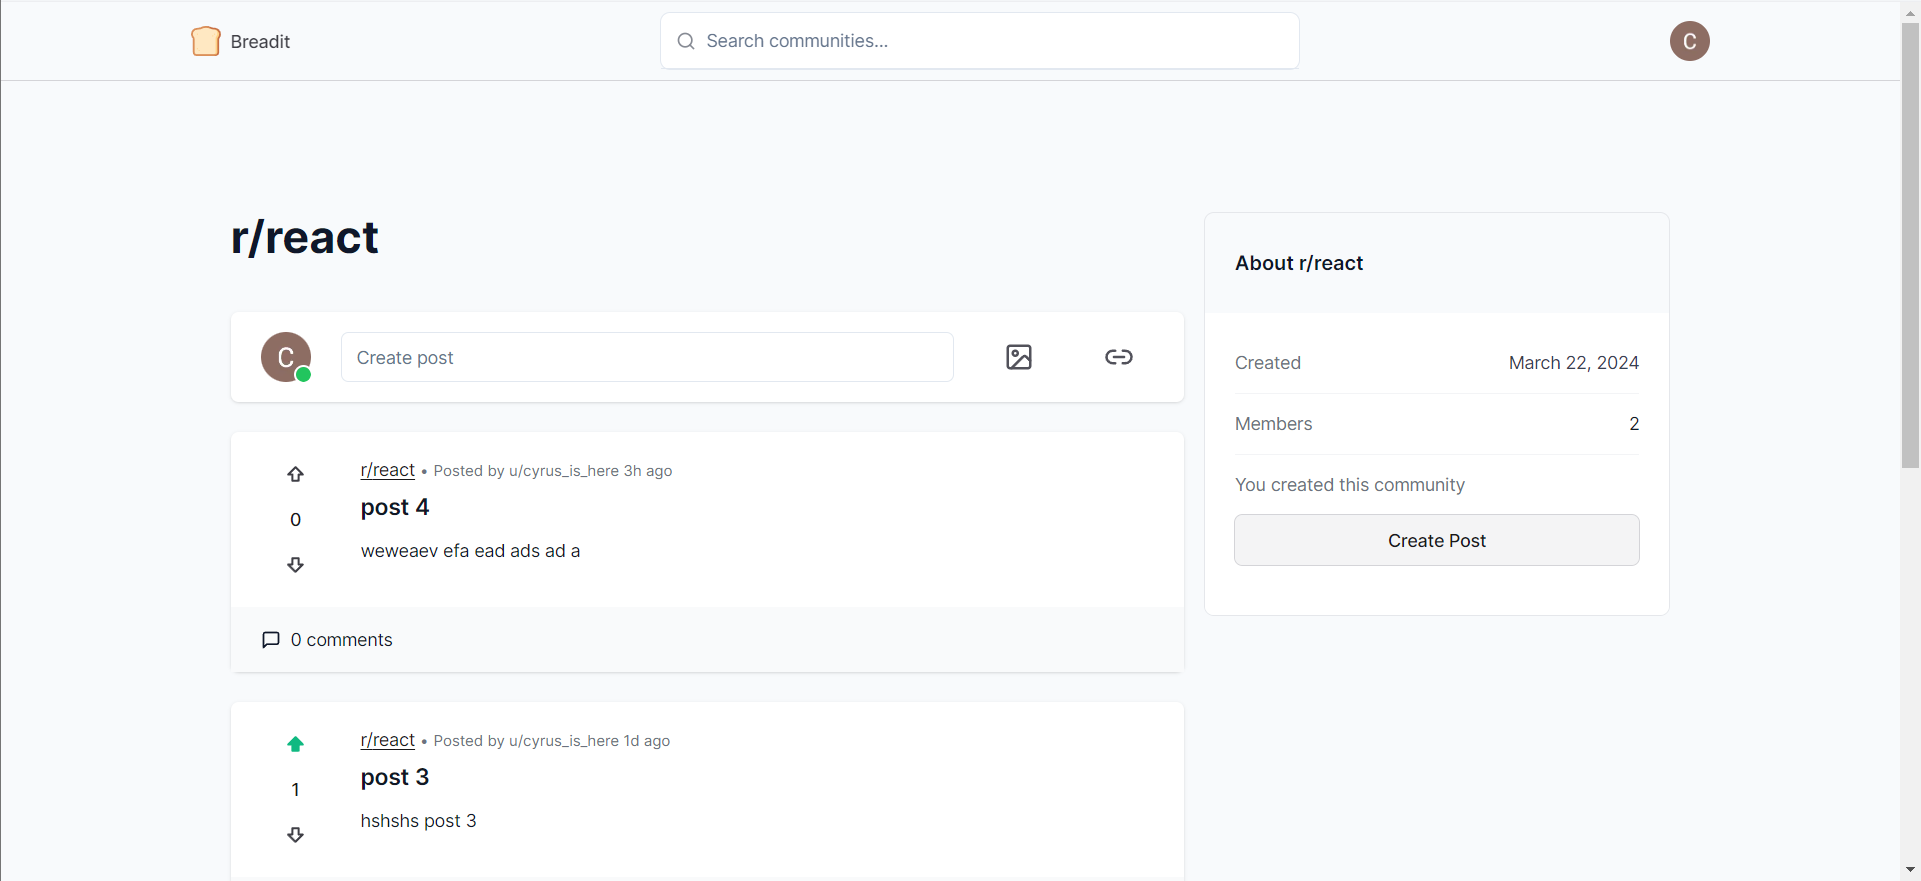 Breadit
Search communities...
C
r/react
C
Create post
r/react • Posted by u/cyrus_is_here 3h ago
post 4
0
weweaev efa ead ads ad a
0 comments
r/react • Posted by u/cyrus_is_here 1d ago
post 3
1
hshshs post 3
About r/react
Created March 22, 2024
Members 2
You created this community
Create Post